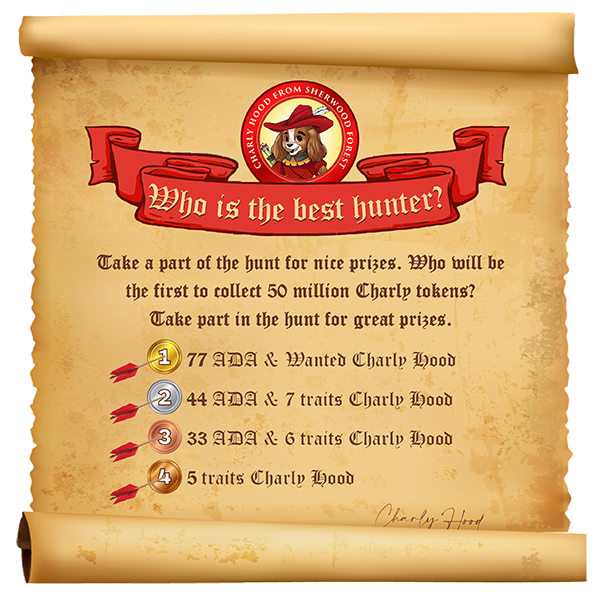 CHARLY HOOD FROM SHERWOOD FOREST
Who is the best hunter?
Take a part of the hunt for nice prizes. Who will be
the first to collect 50 million Charly tokens?
Take part in the hunt for great prizes.
1 77 ADA & Wanted Charly Hood
2 44 ADA & 7 traits Charly Hood
3 33 ADA & 6 traits Charly Hood
4 5 traits Charly Hood
Charly Hood